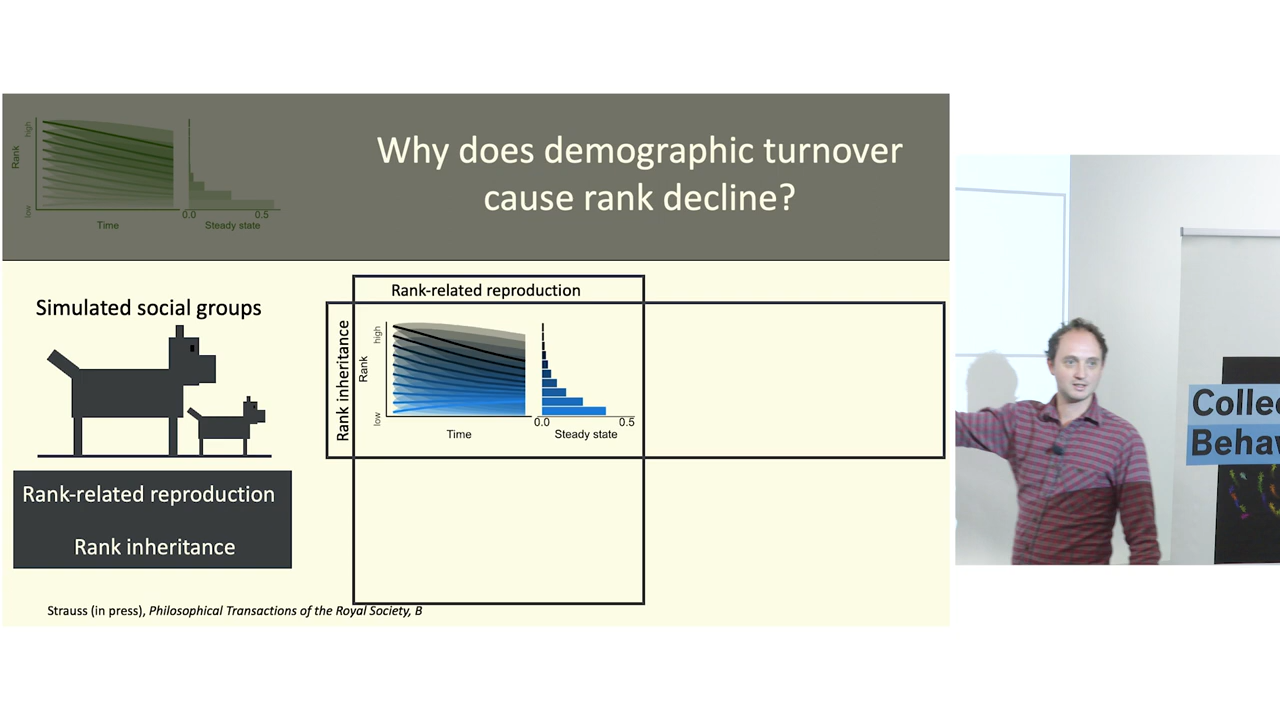 Why does demographic turnover
cause rank decline?
high
Rank
low
Time
0.0
0.5
Steady state
Simulated social groups
Rank-related reproduction
Rank inheritance
Rank-related reproduction
Rank inheritance
high
Rank
low
Time
0.0
0.5
Steady state
Strauss (in press), Philosophical Transactions of the Royal Society, B
Colle
Beha